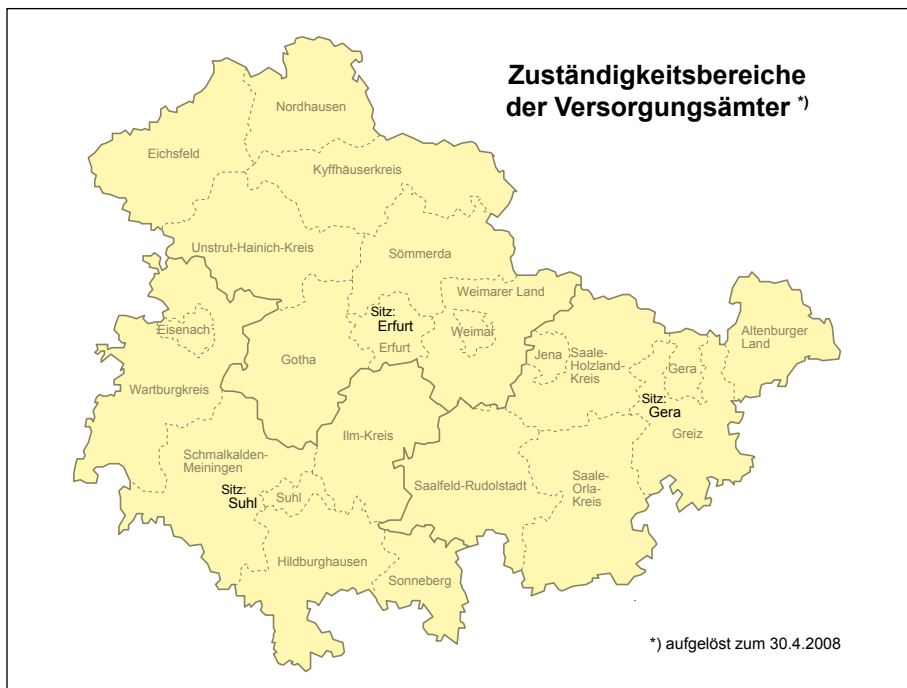 Zuständigkeitsbereiche
der Versorgungsämter *)
Nordhausen
Eichsfeld
Kyffhäuserkreis
Unstrut-Hainich-Kreis
Sömmerda
Weimarer Land
Sitz:
Erfurt
Erfurt
Weimar
Eisenach
Gotha
Jena
Saale-
Holzland-
Kreis
Gera
Altenburger
Land
Wartburgkreis
Sitz:
Gera
Greiz
Ilm-Kreis
Schmalkalden-
Meiningen
Sitz:
Suhl
Suhl
Saalfeld-Rudolstadt
Saale-
Orla-
Kreis
Hildburghausen
Sonneberg
*) aufgelöst zum 30.4.2008